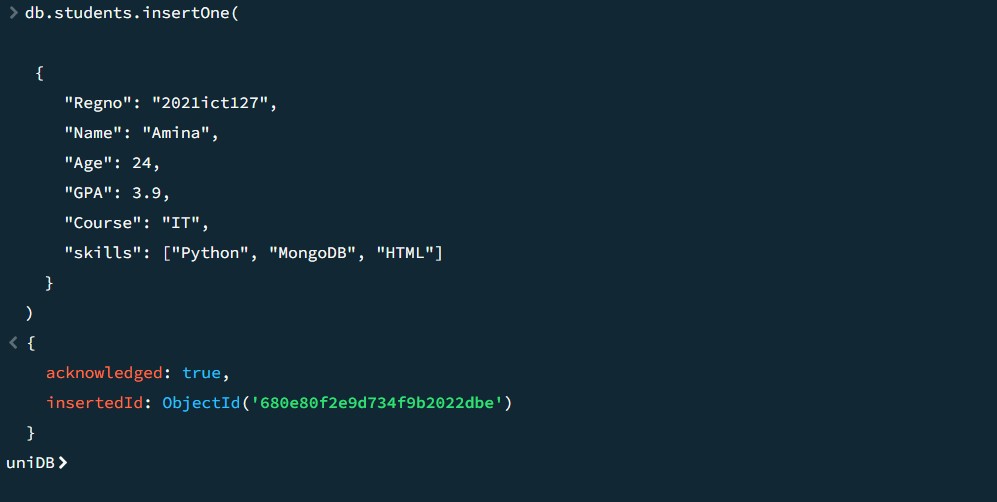 > db.students.insertOne(
{
"Regno": "2021ict127",
"Name": "Amina",
"Age": 24,
"GPA": 3.9,
"Course": "IT",
"skills": ["Python", "MongoDB", "HTML"]
}
)
< {
acknowledged: true,
insertedId: ObjectId('680e80f2e9d734f9b2022dbe')
}
uniDB>